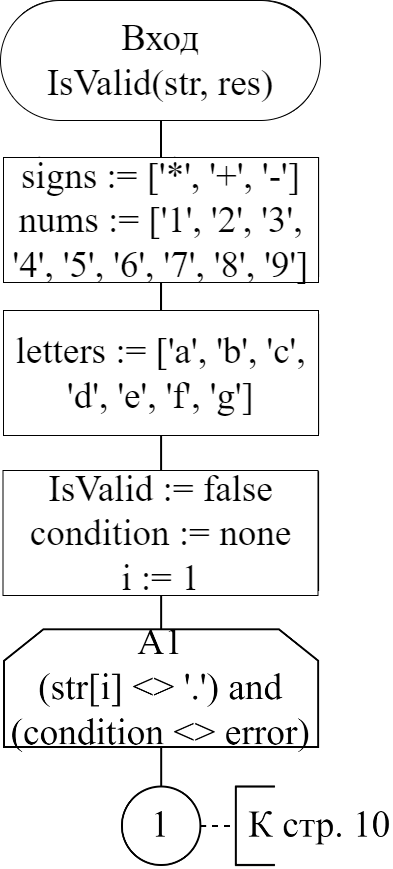 Вход
IsValid(str, res)
signs := ['*', '+', '-']
nums := ['1', '2', '3',
'4', '5', '6', '7', '8', '9']
letters := ['a', 'b', 'c',
'd', 'e', 'f', 'g']
IsValid := false
condition := none
i := 1
A1
(str[i] <> '.') and
(condition <> error)
1
К стр. 10